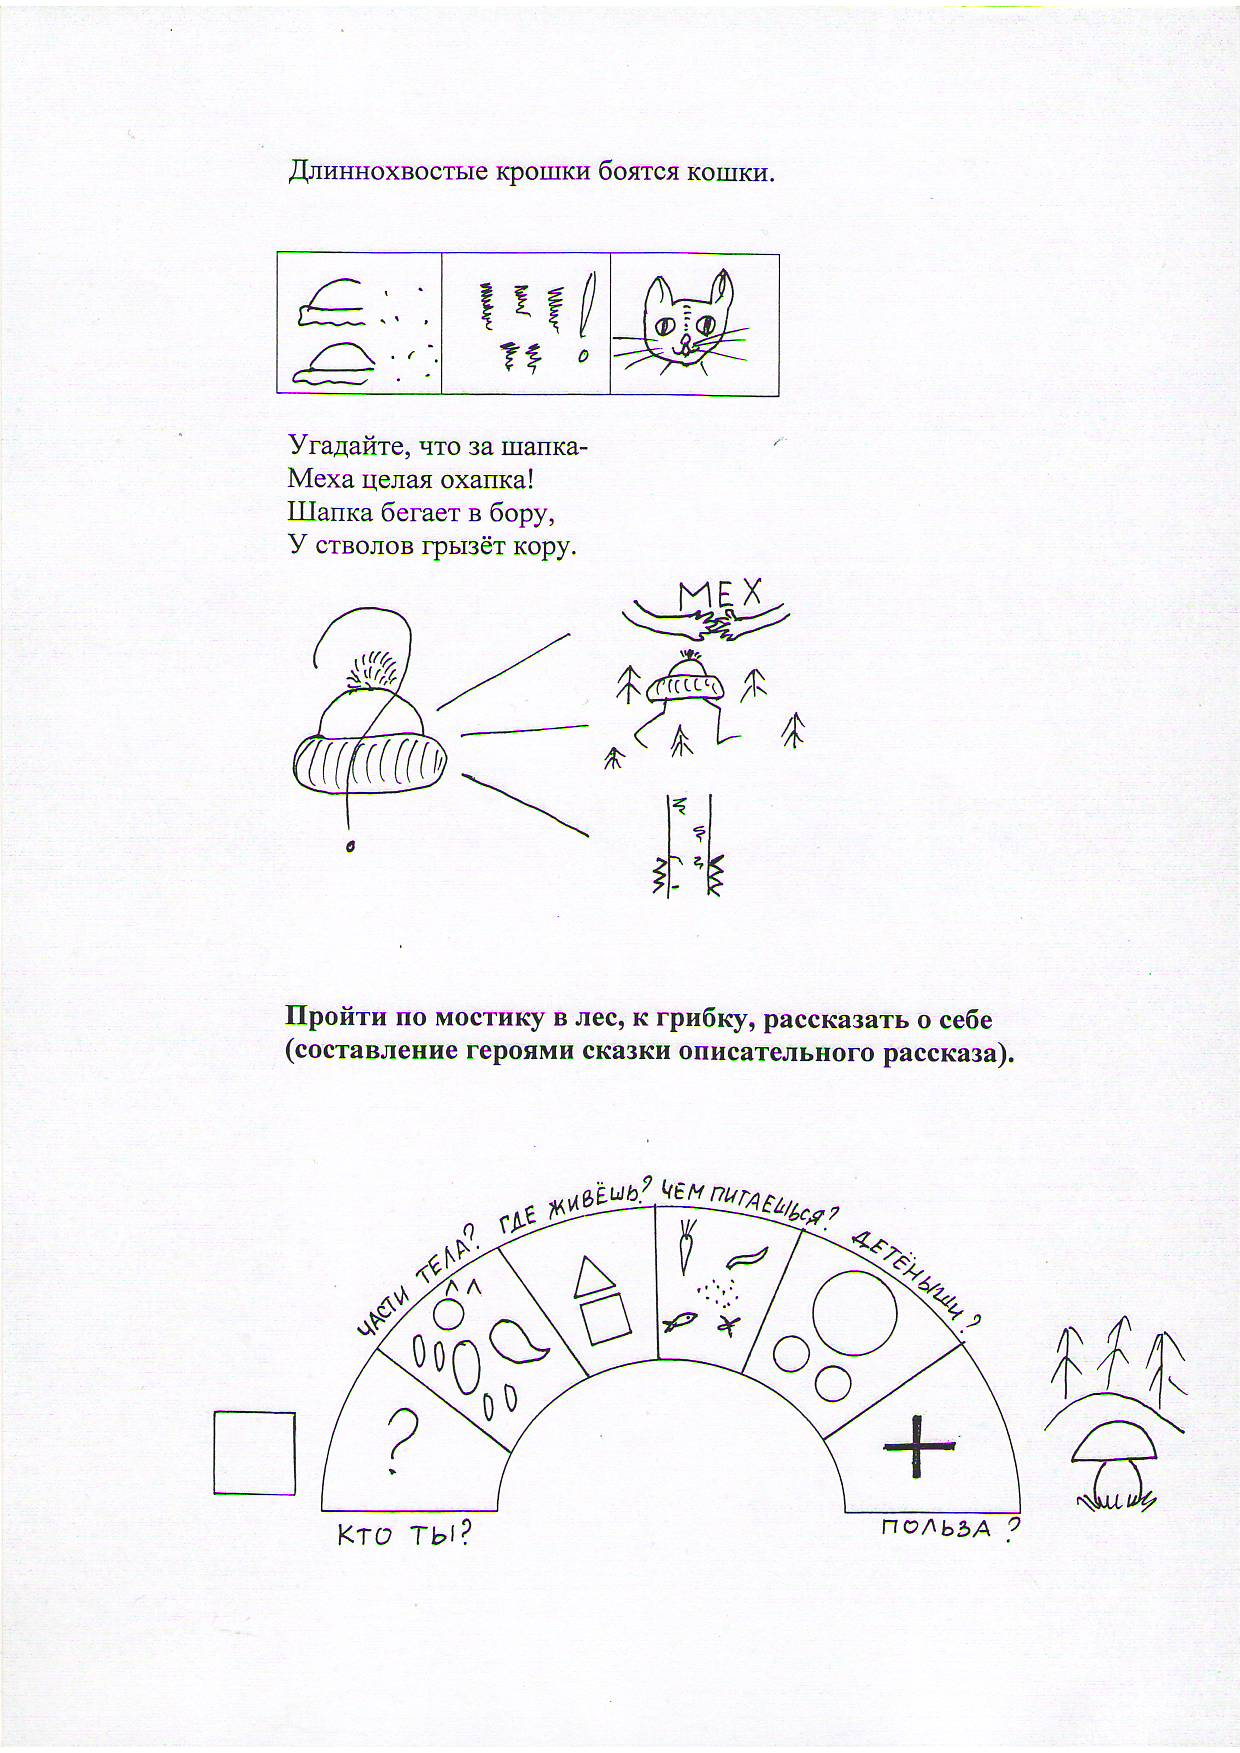 Длиннохвостые крошки боятся кошки.
Угадайте, что за шапка-
Меха целая охапка!
Шапка бегает в бору,
У стволов грызёт кору.
МЕХ
Пройти по мостику в лес, к грибку, рассказать о себе
(составление героями сказки описательного рассказа).
ЧАСТИ ТЕЛА? ГДЕ ЖИВЁШЬ? ЧЕМ ПИТАЕШЬСЯ? ДЕТЁНЫШИ?
?
КТО ТЫ? ПОЛЬЗА?